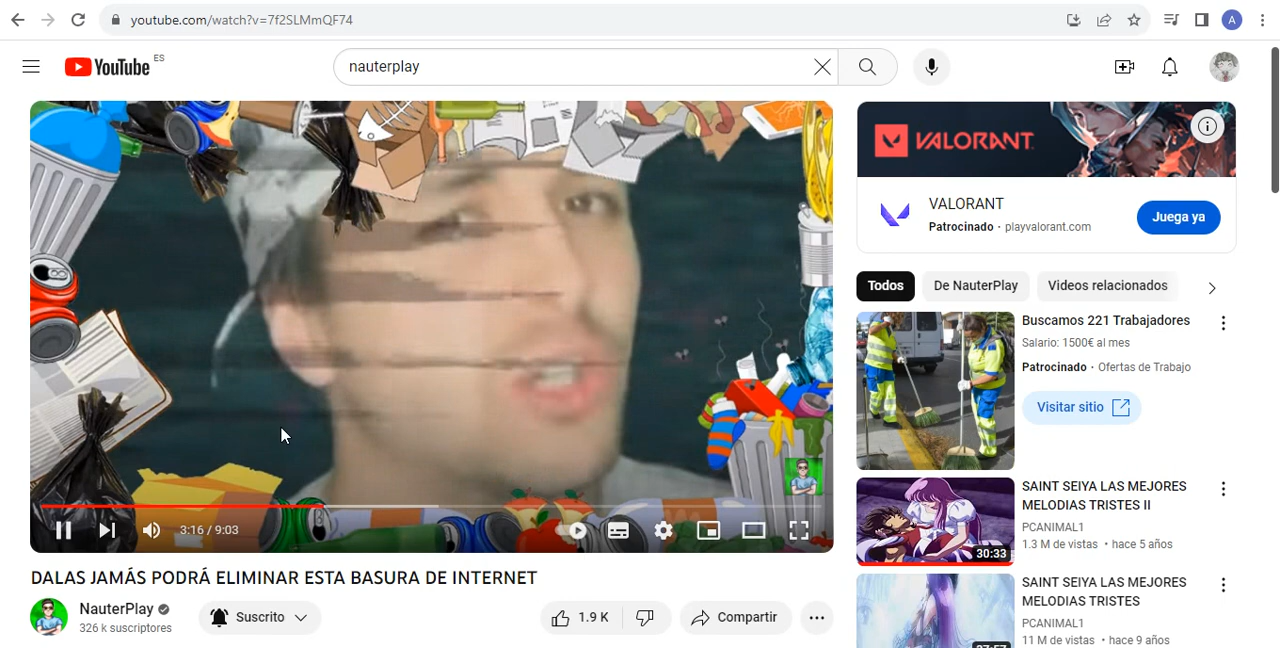 youtube.com/watch?v=7f2SLMmQF74
A
YouTube ES
nauterplay
VALORANT
VALORANT
Patrocinado · playvalorant.com
Juega ya
Todos
De NauterPlay
Videos relacionados
Buscamos 221 Trabajadores
Salario: 1500€ al mes
Patrocinado · Ofertas de Trabajo
Visitar sitio
SAINT SEIYA LAS MEJORES
MELODIAS TRISTES II
PCANIMAL1
1.3 M de vistas · hace 5 años
30:33
SAINT SEIYA LAS MEJORES
MELODIAS TRISTES
PCANIMAL1
11 M de vistas · hace 9 años
3:16 / 9:03
DALAS JAMÁS PODRÁ ELIMINAR ESTA BASURA DE INTERNET
NauterPlay
326 k suscriptores
Suscrito
1.9 K
Compartir